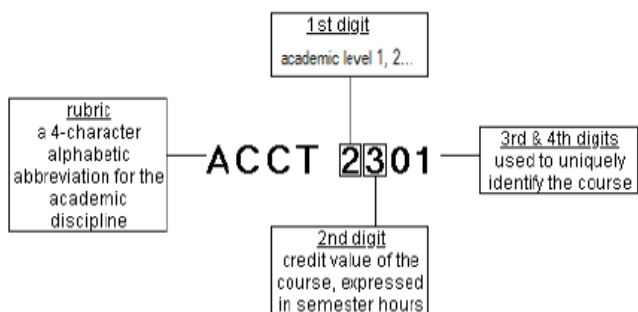 1st digit
academic level 1, 2...
rubric
a 4-character
alphabetic
abbreviation for the
academic
discipline
ACCT 2301
3rd & 4th digits
used to uniquely
identify the course
2nd digit
credit value of the
course, expressed
in semester hours